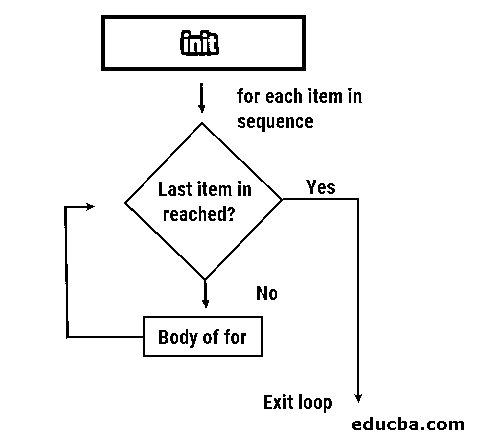 init
for each item in
sequence
Last item in
reached?
Yes
No
Body of for
Exit loop
educba.com